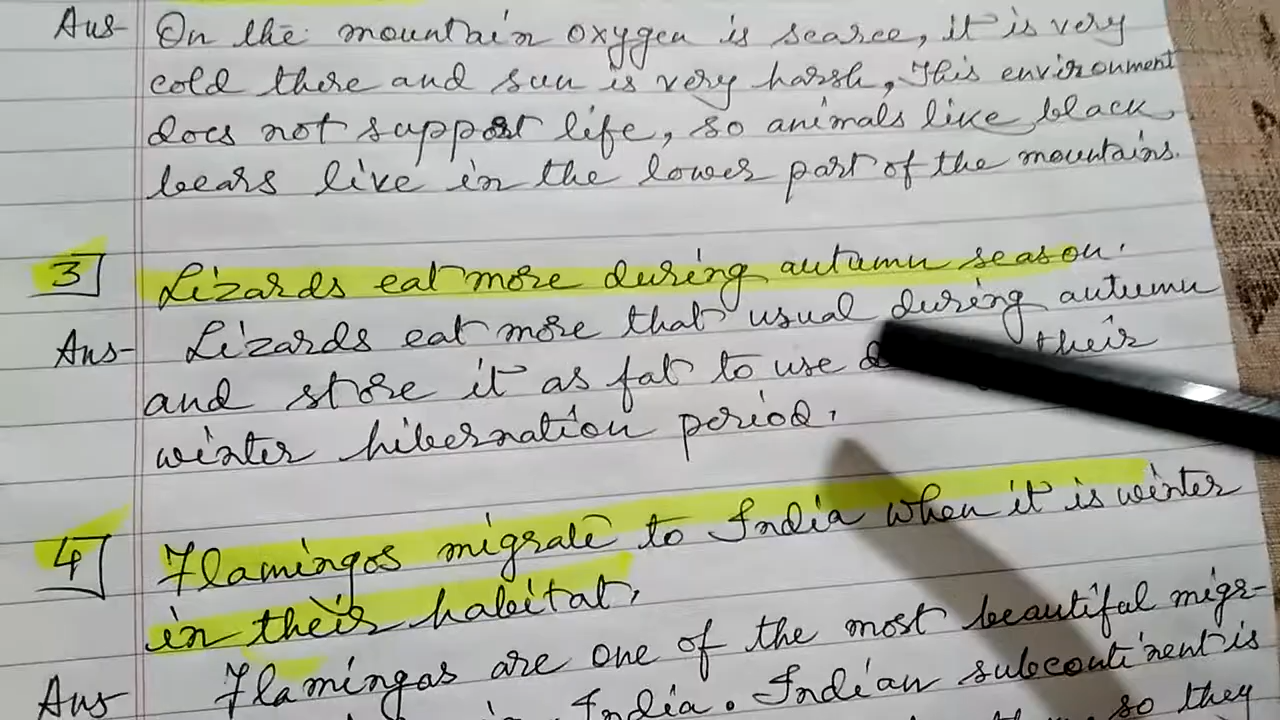 Ans- On the mountain oxygen is scarce, it is very
cold there and sun is very harsh, This environment
does not support life, so animals like black
bears live in the lower part of the mountains.
3 Lizards eat more during autumn season.
Ans- Lizards eat more that usual during autumn
and store it as fat to use their
winter hibernation period.
4 Flamingos migrate to India when it is winter
in their habitat,
Ans Flamingas are one of the most beautiful migr-
India. Indian subcontinent is
so they